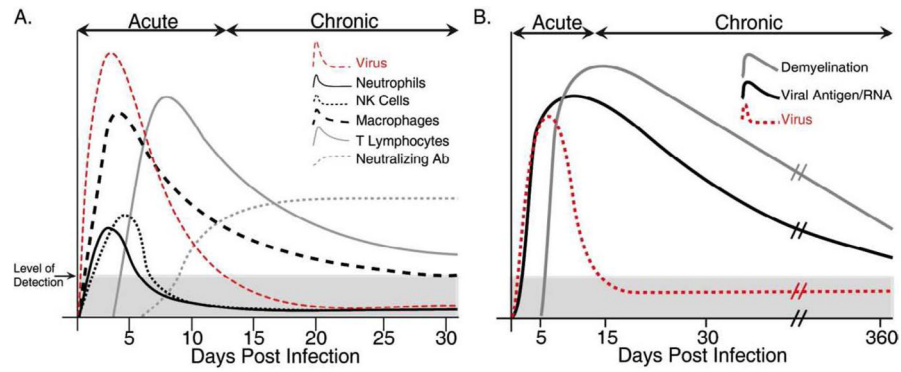 A.
Acute
Chronic
Virus
Neutrophils
NK Cells
Macrophages
T Lymphocytes
Neutralizing Ab
Level of
Detection
5
10
15
20
25
30
Days Post Infection
B.
Acute
Chronic
Demyelination
Viral Antigen/RNA
Virus
5
15
30
360
Days Post Infection